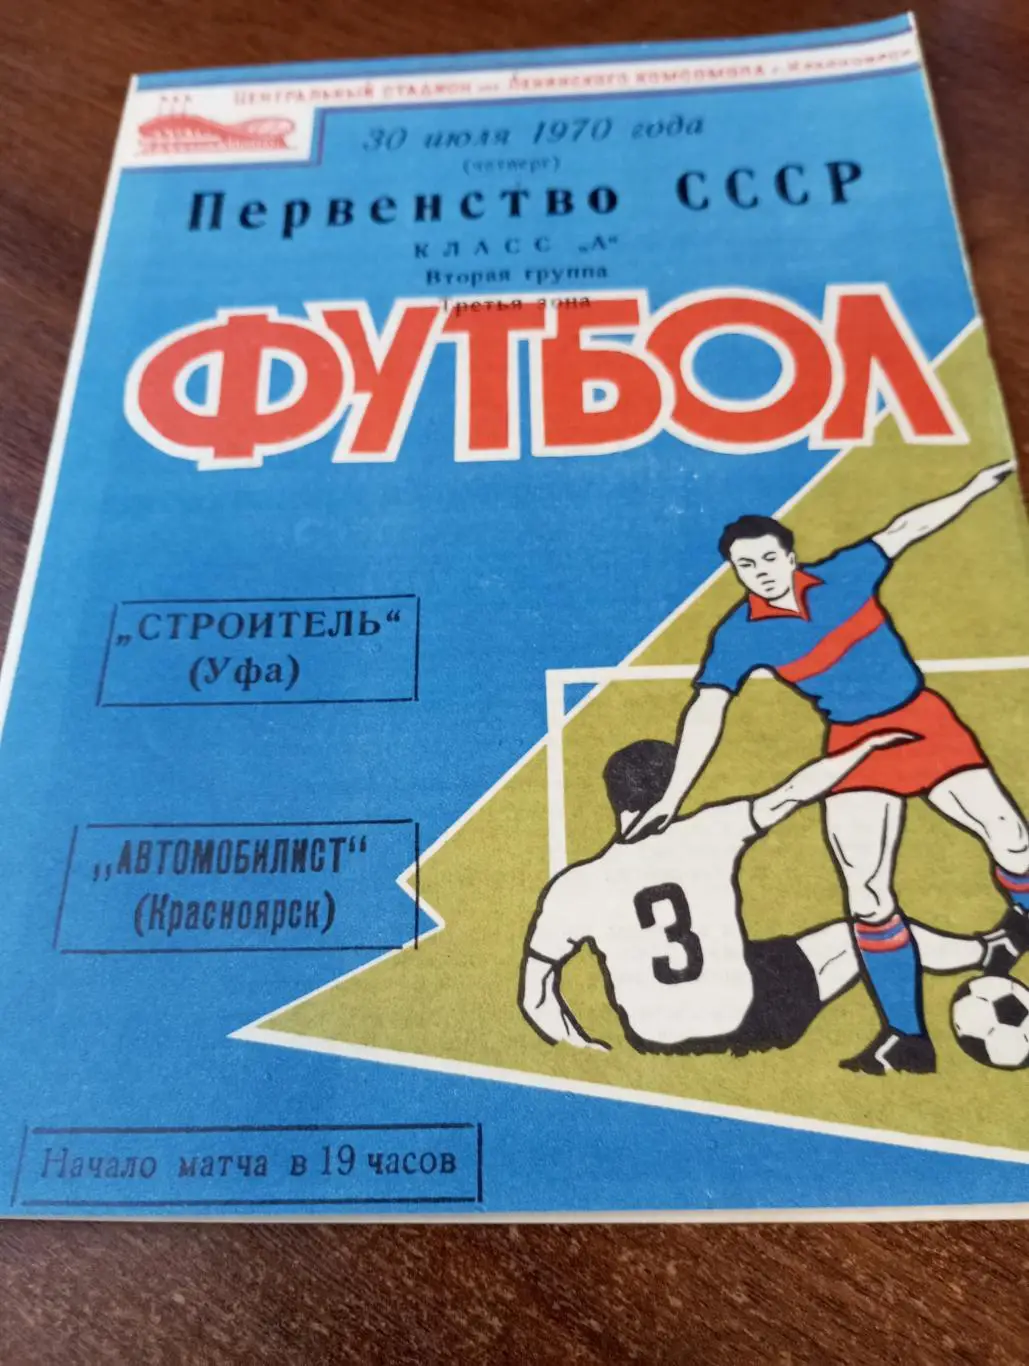 Центральный стадион им. Ленинского комсомола г. Красноярск
30 июля 1970 года
(четверг)
Первенство СССР
КЛАСС „А“
Вторая группа
Третья зона
ФУТБОЛ
„СТРОИТЕЛЬ“
(Уфа)
„АВТОМОБИЛИСТ“
(Красноярск)
3
Начало матча в 19 часов